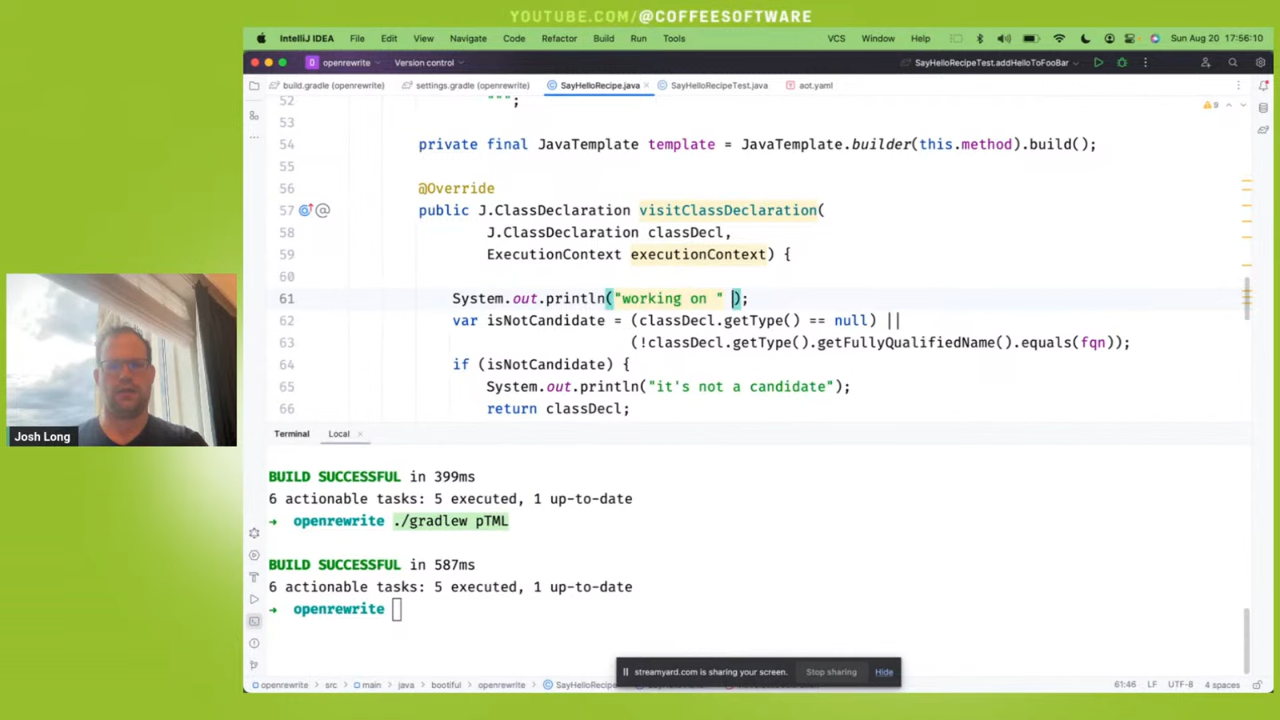 YOUTUBE.COM/@COFFEESOFTWARE
IntelliJ IDEA File Edit View Navigate Code Refactor Build Run Tools VCS Window Help Sun Aug 20 17:56:10
openrewrite Version control SayHelloRecipeTest.addHelloToFooBar
build.gradle (openrewrite) settings.gradle (openrewrite) SayHelloRecipe.java SayHelloRecipeTest.java aot.yaml
52 """;
9
53
54 private final JavaTemplate template = JavaTemplate.builder(this.method).build();
55
56 @Override
57 public J.ClassDeclaration visitClassDeclaration(
58 J.ClassDeclaration classDecl,
59 ExecutionContext executionContext) {
60
61 System.out.println("working on " );
62 var isNotCandidate = (classDecl.getType() == null) ||
63 (!classDecl.getType().getFullyQualifiedName().equals(fqn));
64 if (isNotCandidate) {
65 System.out.println("it's not a candidate");
66 return classDecl;
Josh Long
Terminal Local
BUILD SUCCESSFUL in 399ms
6 actionable tasks: 5 executed, 1 up-to-date
→ openrewrite ./gradlew pTML
BUILD SUCCESSFUL in 587ms
6 actionable tasks: 5 executed, 1 up-to-date
→ openrewrite
streamyard.com is sharing your screen. Stop sharing Hide
openrewrite src main java bootiful openrewrite SayHelloRecipe 61:46 LF UTF-8 4 spaces